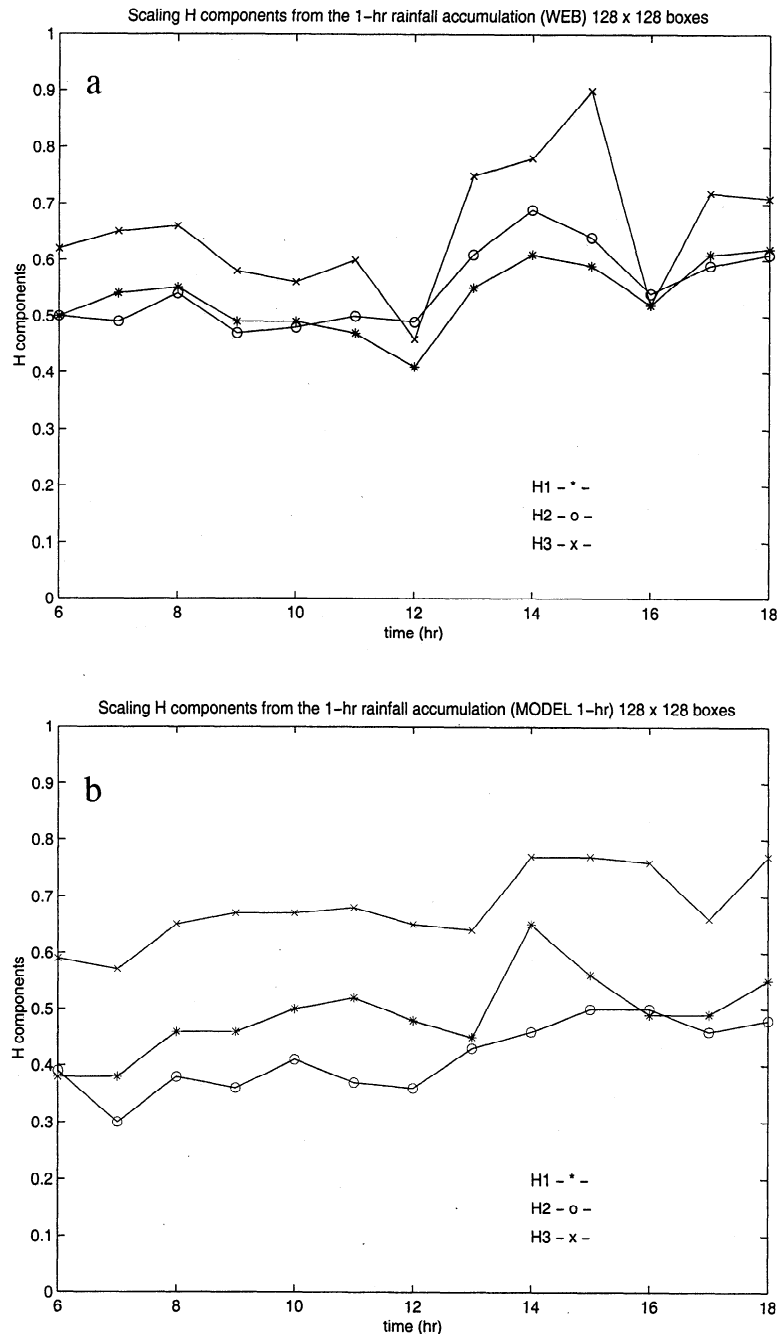 Scaling H components from the 1-hr rainfall accumulation (WEB) 128 x 128 boxes
1
a
0.9
0.8
0.7
0.6
0.5
0.4
0.3
0.2
0.1
0
H components
H1 - * -
H2 - o -
H3 - x -
6 8 10 12 14 16 18
time (hr)
Scaling H components from the 1-hr rainfall accumulation (MODEL 1-hr) 128 x 128 boxes
1
b
0.9
0.8
0.7
0.6
0.5
0.4
0.3
0.2
0.1
0
H components
H1 - * -
H2 - o -
H3 - x -
6 8 10 12 14 16 18
time (hr)